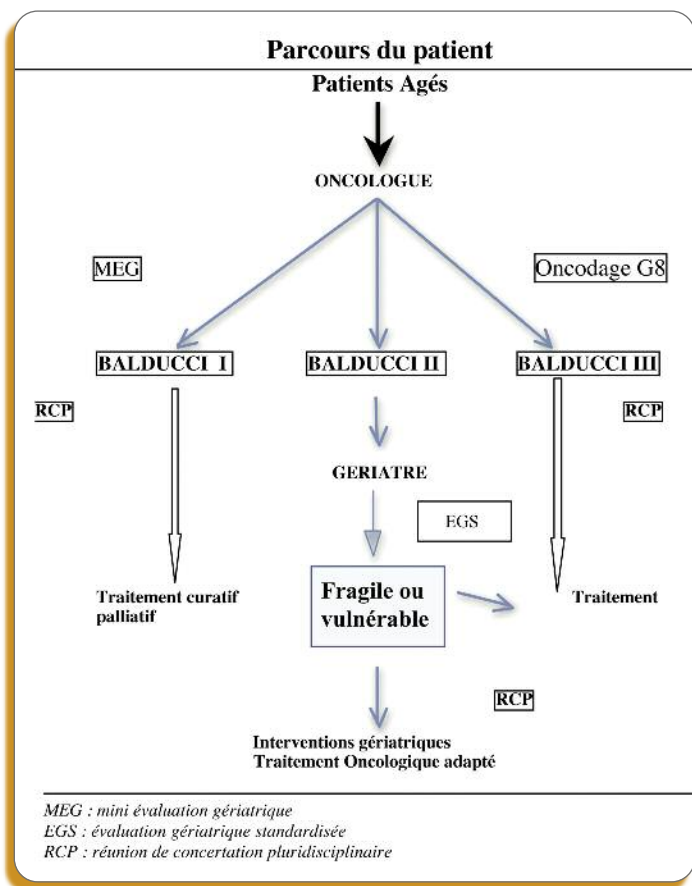 Parcours du patient
Patients Agés
ONCOLOGUE
MEG
Oncodage G8
BALDUCCI I
BALDUCCI II
BALDUCCI III
RCP
RCP
GERIATRE
EGS
Fragile ou
vulnérable
Traitement curatif
palliatif
Traitement
RCP
Interventions gériatriques
Traitement Oncologique adapté
MEG : mini évaluation gériatrique
EGS : évaluation gériatrique standardisée
RCP : réunion de concertation pluridisciplinaire